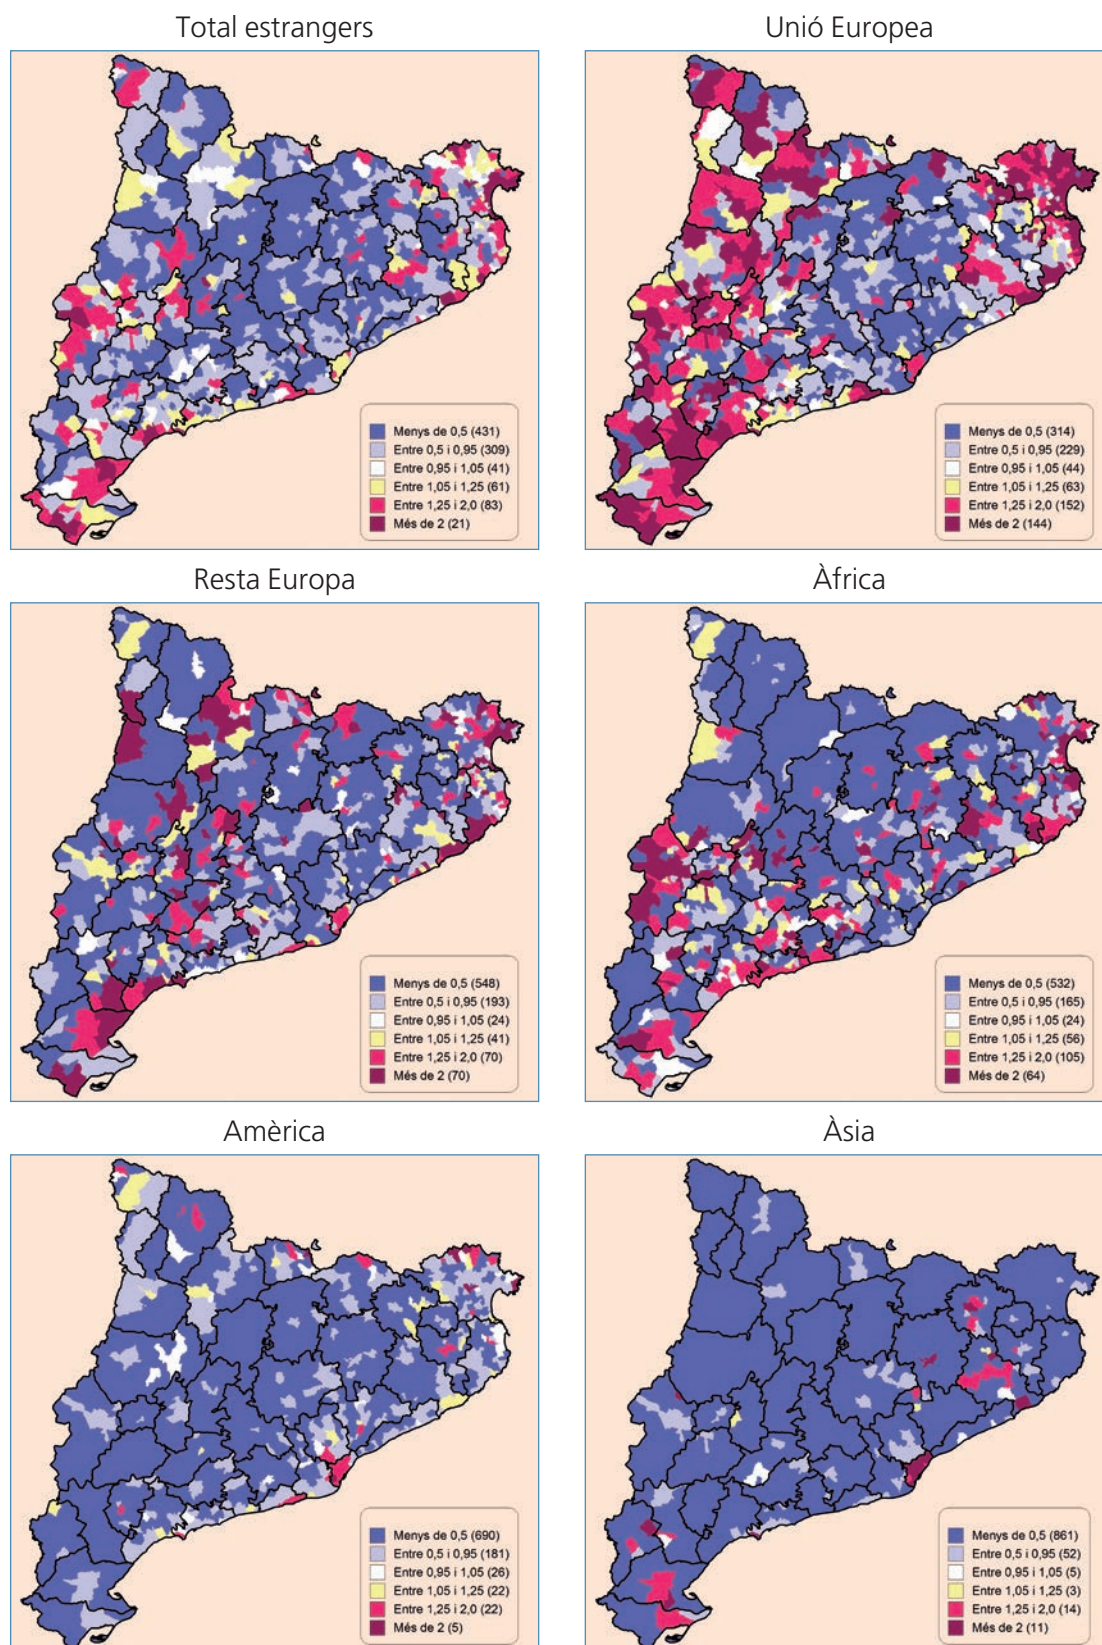 Total estrangers
Unió Europea
Menys de 0,5 (431)
Entre 0,5 i 0,95 (309)
Entre 0,95 i 1,05 (41)
Entre 1,05 i 1,25 (61)
Entre 1,25 i 2,0 (83)
Més de 2 (21)
Menys de 0,5 (314)
Entre 0,5 i 0,95 (229)
Entre 0,95 i 1,05 (44)
Entre 1,05 i 1,25 (63)
Entre 1,25 i 2,0 (152)
Més de 2 (144)
Resta Europa
Àfrica
Menys de 0,5 (548)
Entre 0,5 i 0,95 (193)
Entre 0,95 i 1,05 (24)
Entre 1,05 i 1,25 (41)
Entre 1,25 i 2,0 (70)
Més de 2 (70)
Menys de 0,5 (532)
Entre 0,5 i 0,95 (165)
Entre 0,95 i 1,05 (24)
Entre 1,05 i 1,25 (56)
Entre 1,25 i 2,0 (105)
Més de 2 (64)
Amèrica
Àsia
Menys de 0,5 (690)
Entre 0,5 i 0,95 (181)
Entre 0,95 i 1,05 (26)
Entre 1,05 i 1,25 (22)
Entre 1,25 i 2,0 (22)
Més de 2 (5)
Menys de 0,5 (861)
Entre 0,5 i 0,95 (52)
Entre 0,95 i 1,05 (5)
Entre 1,05 i 1,25 (3)
Entre 1,25 i 2,0 (14)
Més de 2 (11)